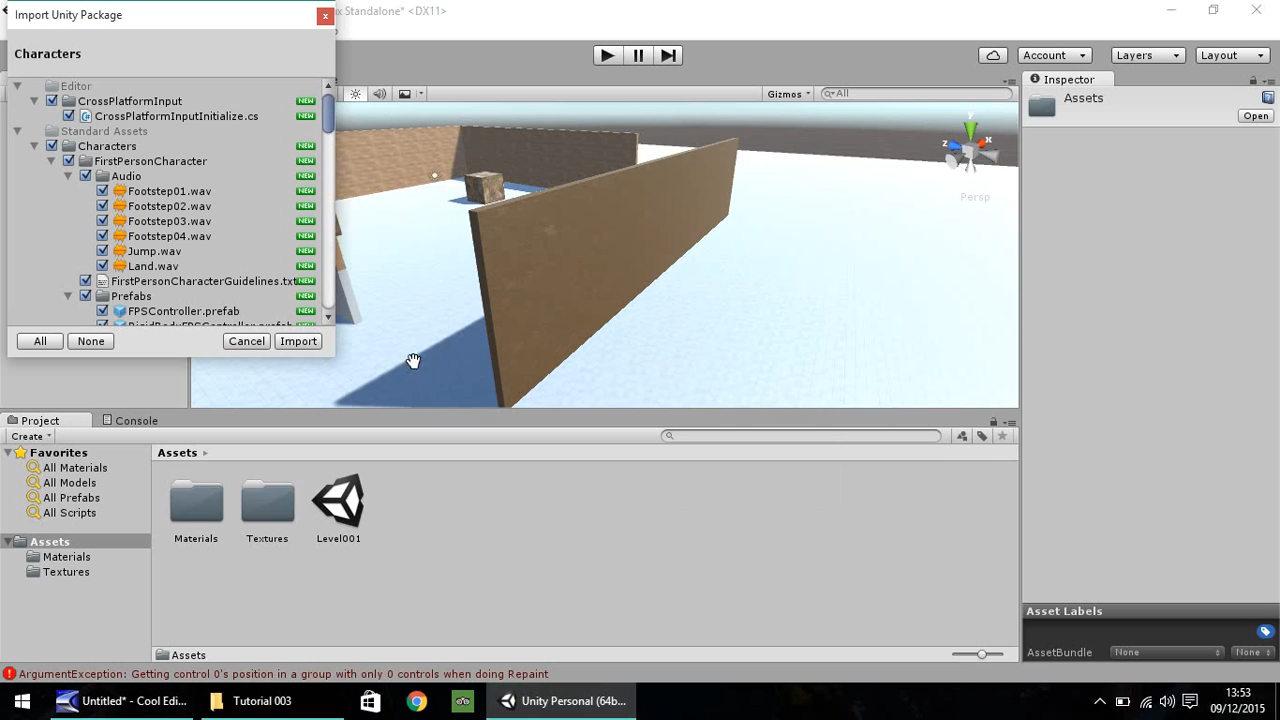 Import Unity Package
x
ux Standalone* <DX11>
Characters
Account
Layers
Layout
Editor
CrossPlatformInput NEW
CrossPlatformInputInitialize.cs NEW
Standard Assets
Characters NEW
FirstPersonCharacter NEW
Audio NEW
Footstep01.wav NEW
Footstep02.wav NEW
Footstep03.wav NEW
Footstep04.wav NEW
Jump.wav NEW
Land.wav NEW
FirstPersonCharacterGuidelines.txt NEW
Prefabs NEW
FPSController.prefab NEW
RigidBodyFPSController.prefab
All
None
Cancel
Import
Gizmos
All
y
x
z
Persp
Inspector
Assets
Open
Project
Console
Create
Favorites
All Materials
All Models
All Prefabs
All Scripts
Assets
Materials
Textures
Assets
Materials
Textures
Level001
Assets
Asset Labels
AssetBundle
None
None
ArgumentException: Getting control 0's position in a group with only 0 controls when doing Repaint
Untitled* - Cool Edi...
Tutorial 003
Unity Personal (64b...
13:53
09/12/2015